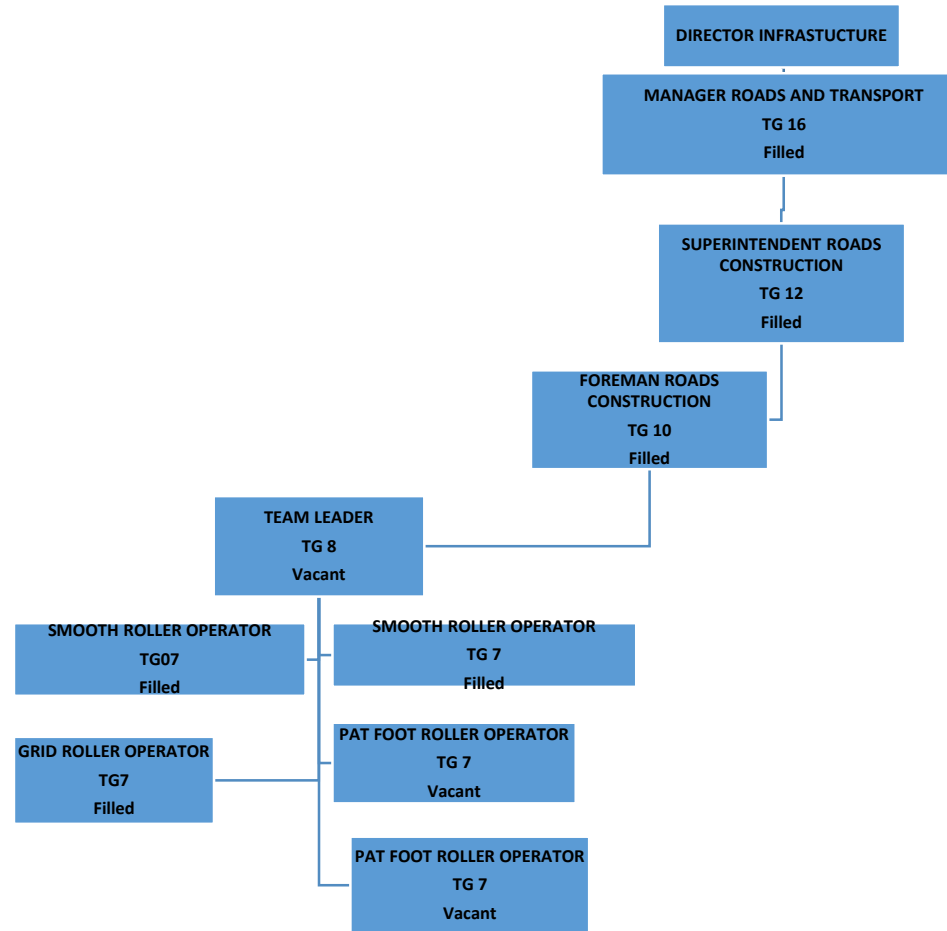 DIRECTOR INFRASTUCTURE
MANAGER ROADS AND TRANSPORT
TG 16
Filled
SUPERINTENDENT ROADS
CONSTRUCTION
TG 12
Filled
FOREMAN ROADS
CONSTRUCTION
TG 10
Filled
TEAM LEADER
TG 8
Vacant
SMOOTH ROLLER OPERATOR
TG07
Filled
SMOOTH ROLLER OPERATOR
TG 7
Filled
GRID ROLLER OPERATOR
TG7
Filled
PAT FOOT ROLLER OPERATOR
TG 7
Vacant
PAT FOOT ROLLER OPERATOR
TG 7
Vacant